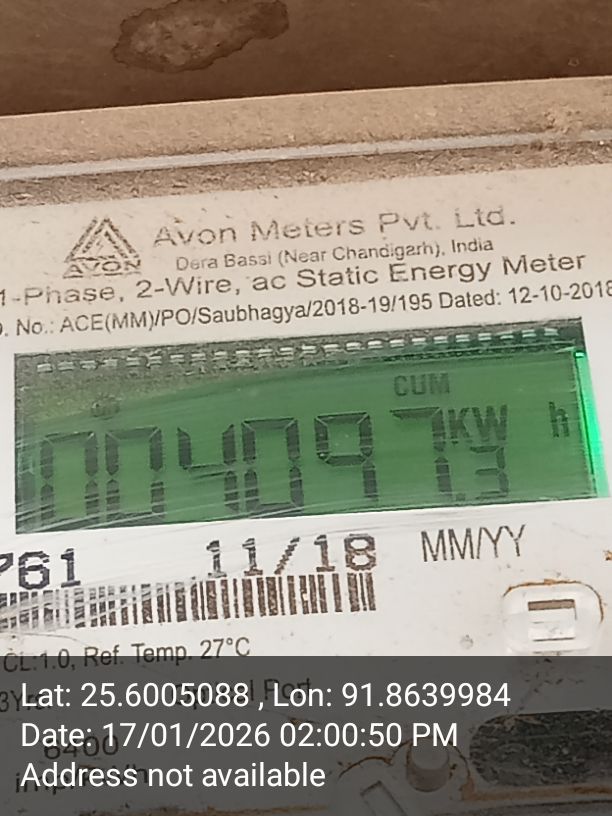 Avon Meters Pvt. Ltd.
AVON
Dera Bassi (Near Chandigarh), India
1-Phase, 2-Wire, ac Static Energy Meter
No.: ACE(MM)/PO/Saubhagya/2018-19/195 Dated: 12-10-2018
CUM
004097.3 KW h
761 11/18 MM/YY
CL:1.0, Ref. Temp. 27°C
Lat: 25.6005088 , Lon: 91.8639984
Date: 17/01/2026 02:00:50 PM
6400
Address not available